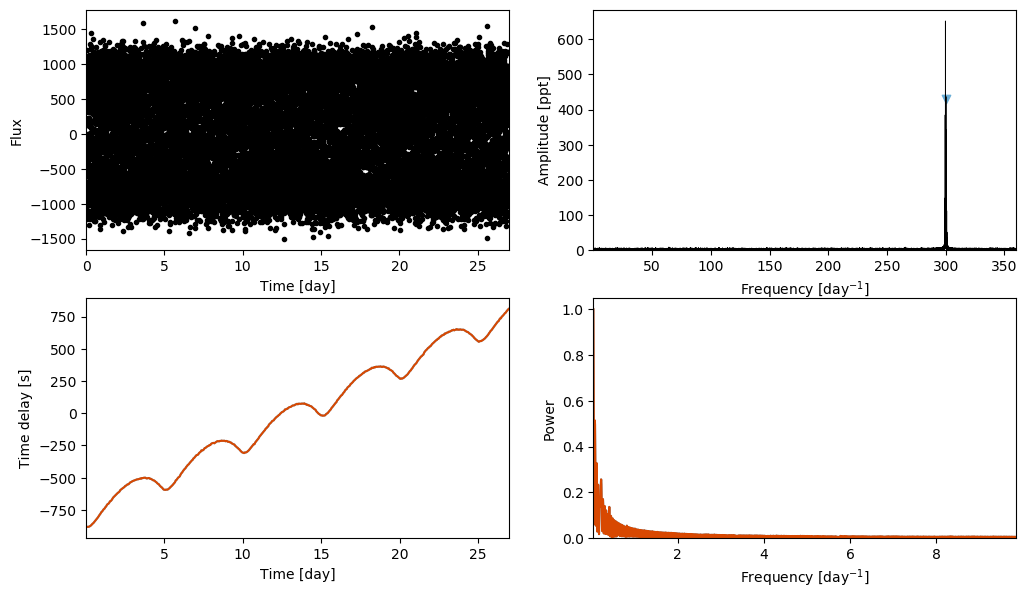 1500
1000
500
0
−500
−1000
−1500
Flux
0 5 10 15 20 25
Time [day]
600
500
400
300
200
100
0
Amplitude [ppt]
50 100 150 200 250 300 350
Frequency [day⁻¹]
750
500
250
0
−250
−500
−750
Time delay [s]
5 10 15 20 25
Time [day]
1.0
0.8
0.6
0.4
0.2
0.0
Power
2 4 6 8
Frequency [day⁻¹]